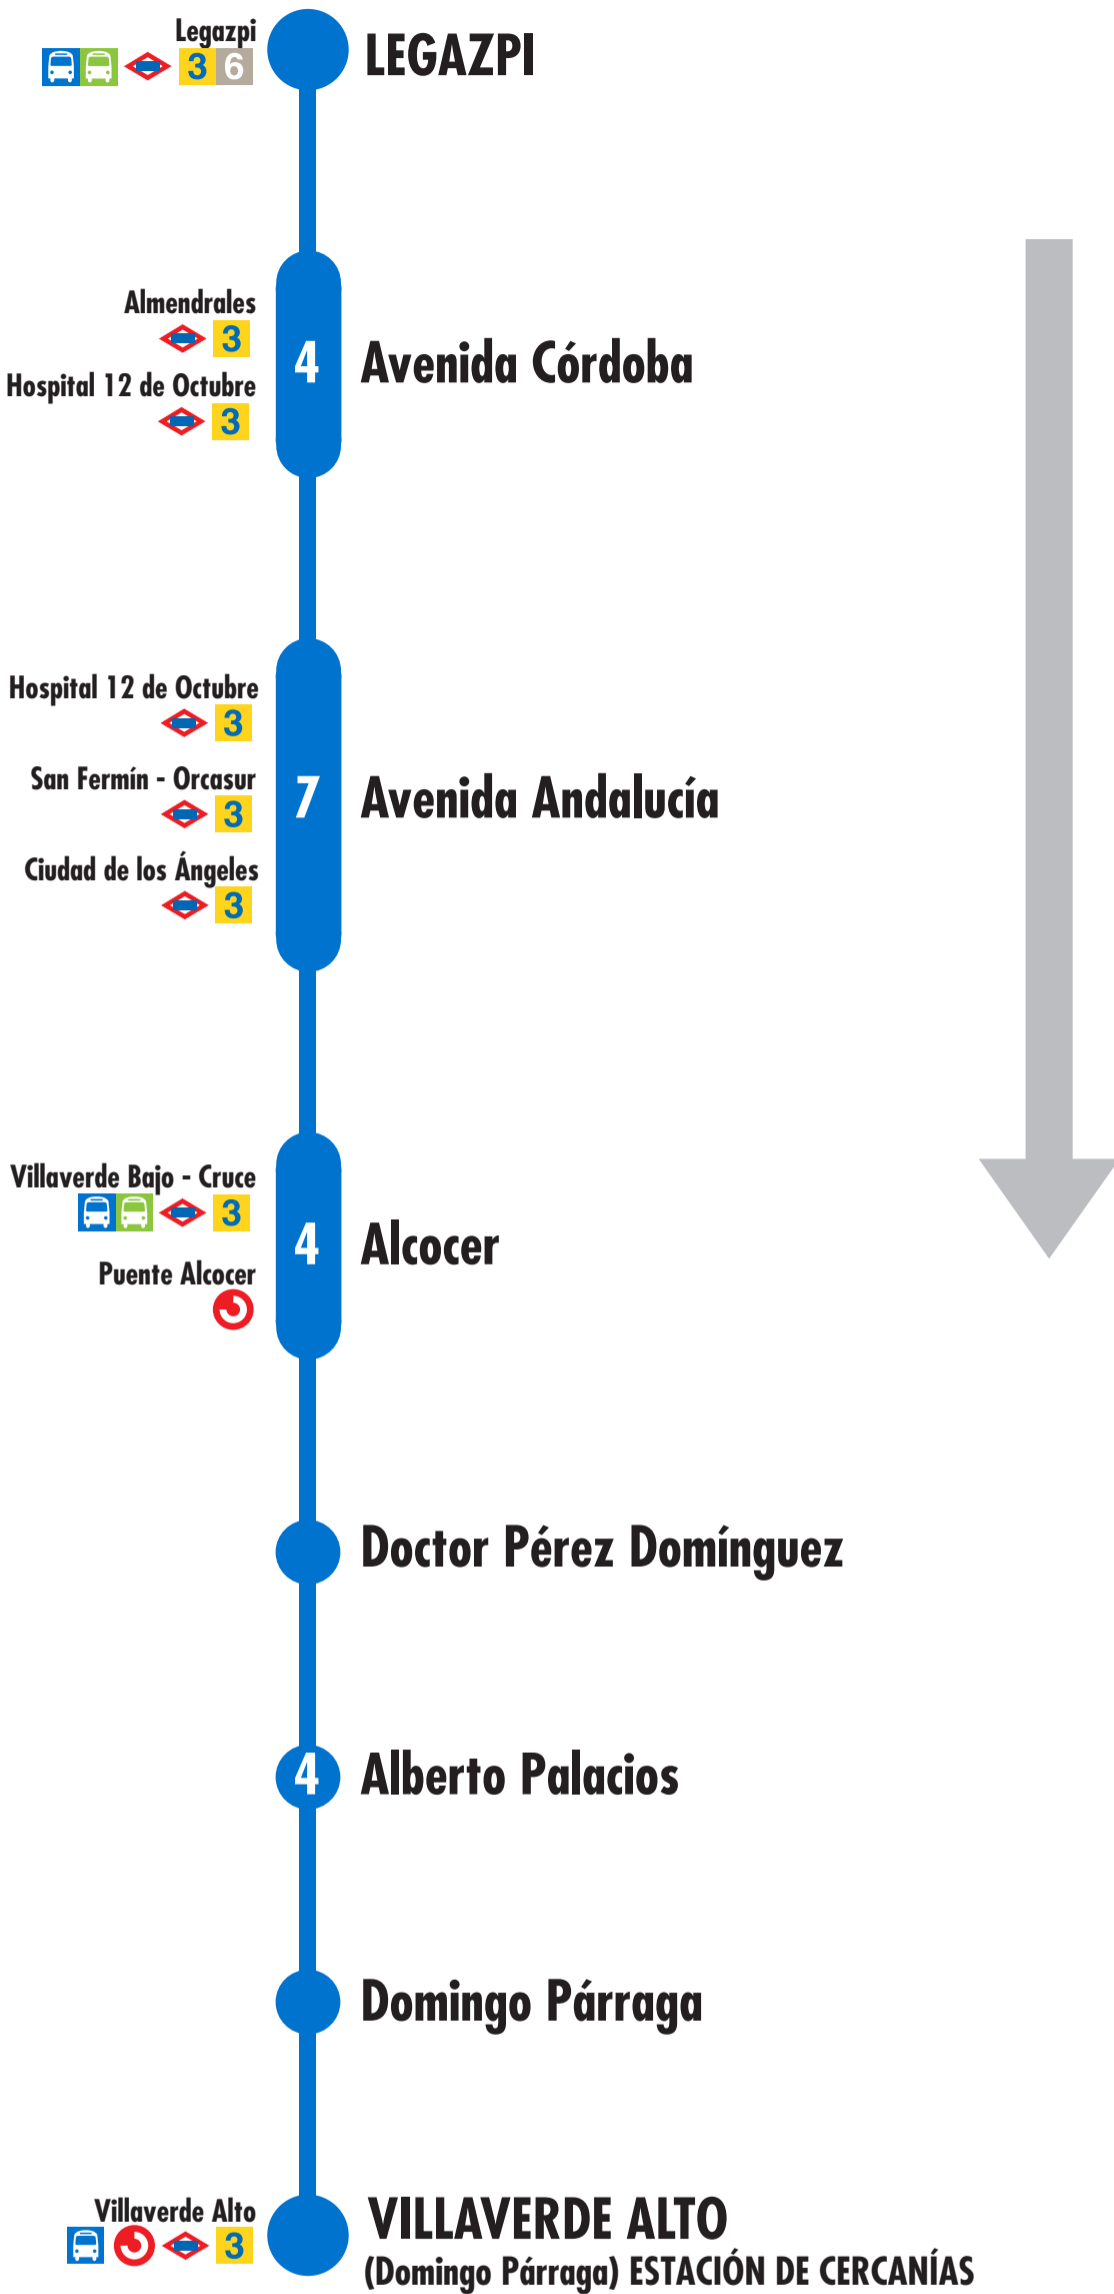 Legazpi
3 6
LEGAZPI
Almendrales
3
Hospital 12 de Octubre
3
4
Avenida Córdoba
Hospital 12 de Octubre
3
San Fermín - Orcasur
3
Ciudad de los Ángeles
3
7
Avenida Andalucía
Villaverde Bajo - Cruce
3
Puente Alcocer
4
Alcocer
Doctor Pérez Domínguez
4
Alberto Palacios
Domingo Párraga
Villaverde Alto
3
VILLAVERDE ALTO
(Domingo Párraga) ESTACIÓN DE CERCANÍAS